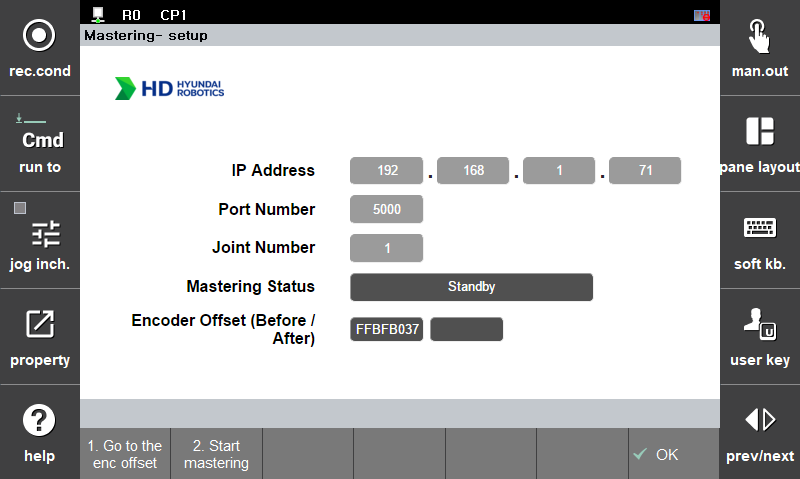 R0 CP1
Mastering- setup
rec.cond
Cmd
run to
jog inch.
property
help
HD HYUNDAI
ROBOTICS
IP Address 192 . 168 . 1 . 71
Port Number 5000
Joint Number 1
Mastering Status Standby
Encoder Offset (Before /
After) FFBFB037
man.out
pane layout
soft kb.
U
user key
prev/next
1. Go to the
enc offset
2. Start
mastering
OK